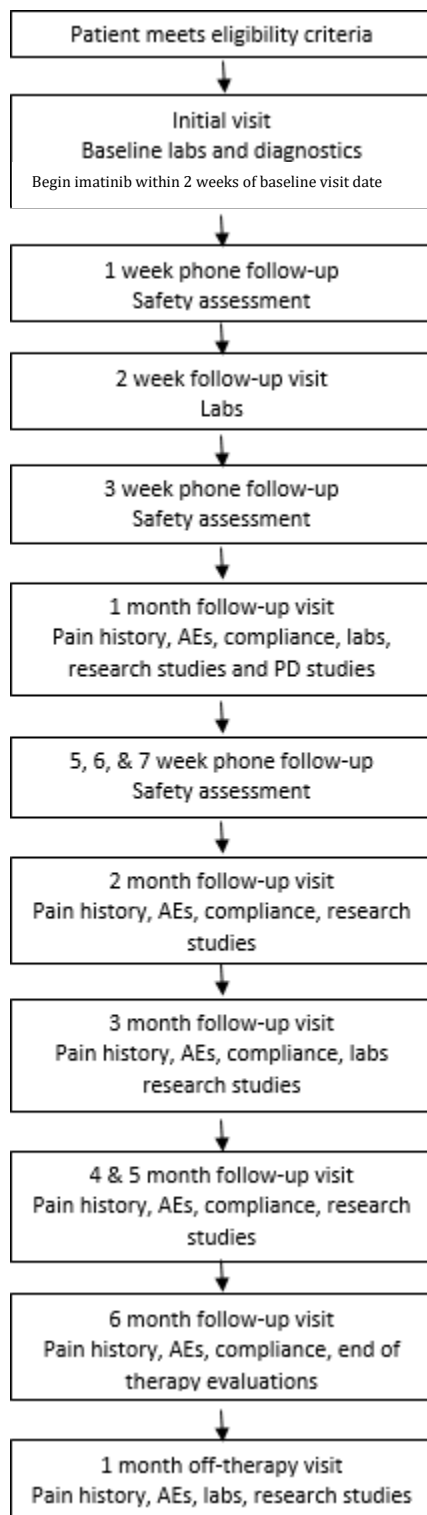 Patient meets eligibility criteria
Initial visit
Baseline labs and diagnostics
Begin imatinib within 2 weeks of baseline visit date
1 week phone follow-up
Safety assessment
2 week follow-up visit
Labs
3 week phone follow-up
Safety assessment
1 month follow-up visit
Pain history, AEs, compliance, labs,
research studies and PD studies
5, 6, & 7 week phone follow-up
Safety assessment
2 month follow-up visit
Pain history, AEs, compliance, research
studies
3 month follow-up visit
Pain history, AEs, compliance, labs
research studies
4 & 5 month follow-up visit
Pain history, AEs, compliance, research
studies
6 month follow-up visit
Pain history, AEs, compliance, end of
therapy evaluations
1 month off-therapy visit
Pain history, AEs, labs, research studies